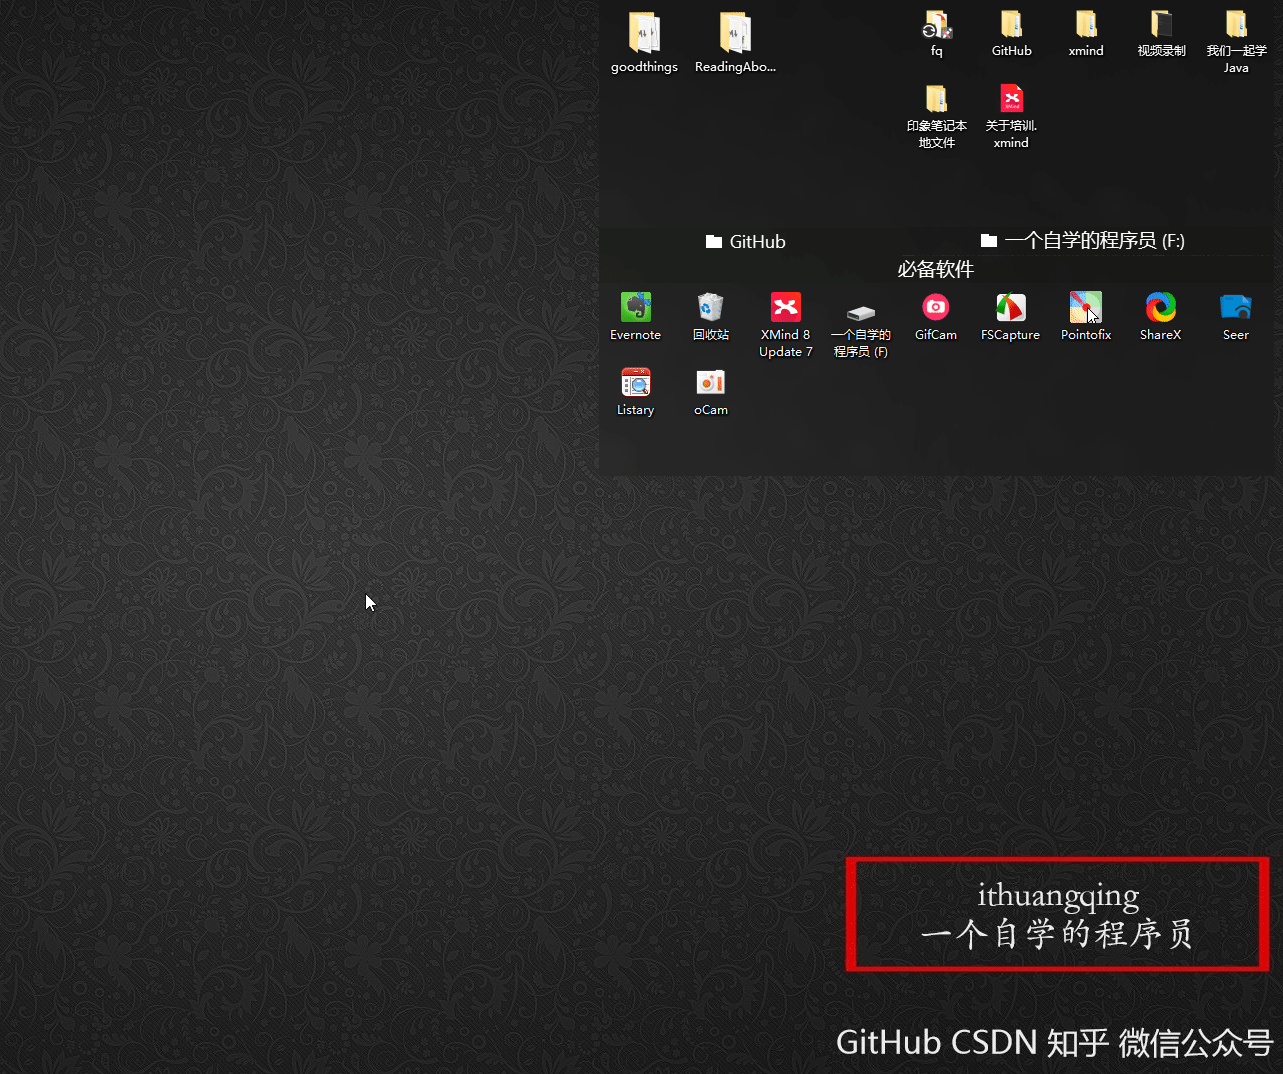 goodthings
ReadingAbo...
fq
GitHub
xmind
视频录制
我们一起学
Java
印象笔记本
地文件
关于培训.
xmind
GitHub
一个自学的程序员 (F:)
必备软件
Evernote
回收站
XMind 8
Update 7
一个自学的
程序员 (F)
GifCam
FSCapture
Pointofix
ShareX
Seer
Listary
oCam
ithuangqing
一个自学的程序员
GitHub CSDN 知乎 微信公众号